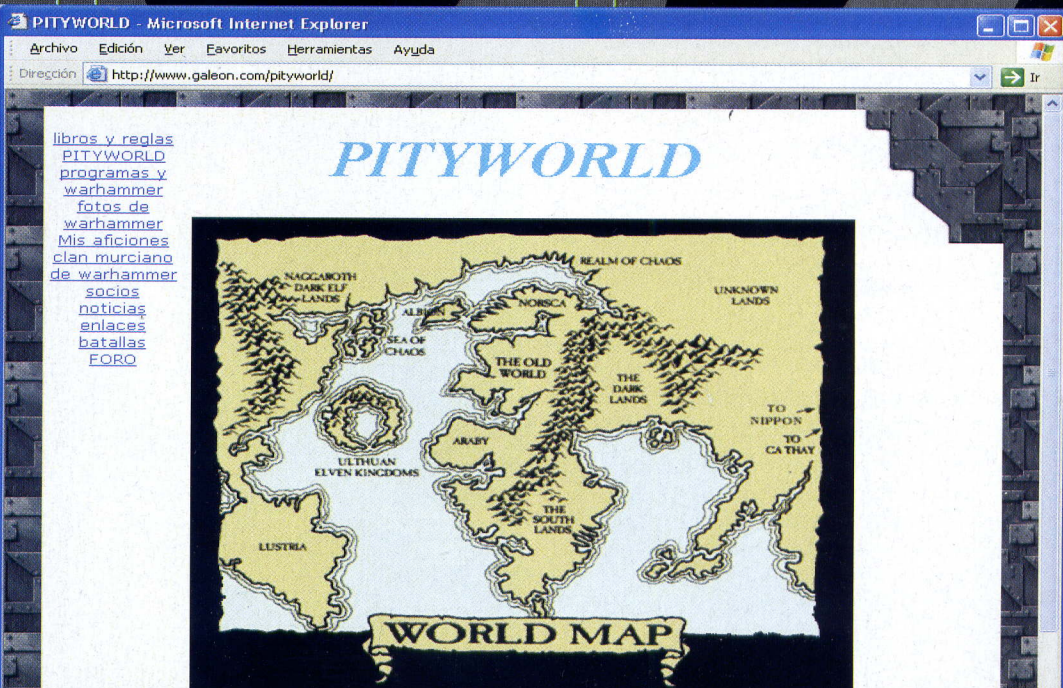 PITYWORLD - Microsoft Internet Explorer
Archivo Edición Ver Favoritos Herramientas Ayuda
Dirección http://www.galeon.com/pityworld/ Ir
libros y reglas
PITYWORLD
programas y
warhammer
fotos de
warhammer
Mis aficiones
clan murciano
de warhammer
socios
noticias
enlaces
batallas
FORO
PITYWORLD
REALM OF CHAOS
NAGGAROTH
DARK ELF
LANDS
UNKNOWN
LANDS
NORSCA
ALBION
SEA OF
CHAOS
THE OLD
WORLD
THE
DARK
LANDS
TO
NIPPON
TO
CATHAY
ARABY
ULTHUAN
ELVEN KINGDOMS
THE
SOUTH
LANDS
LUSTRIA
WORLD MAP